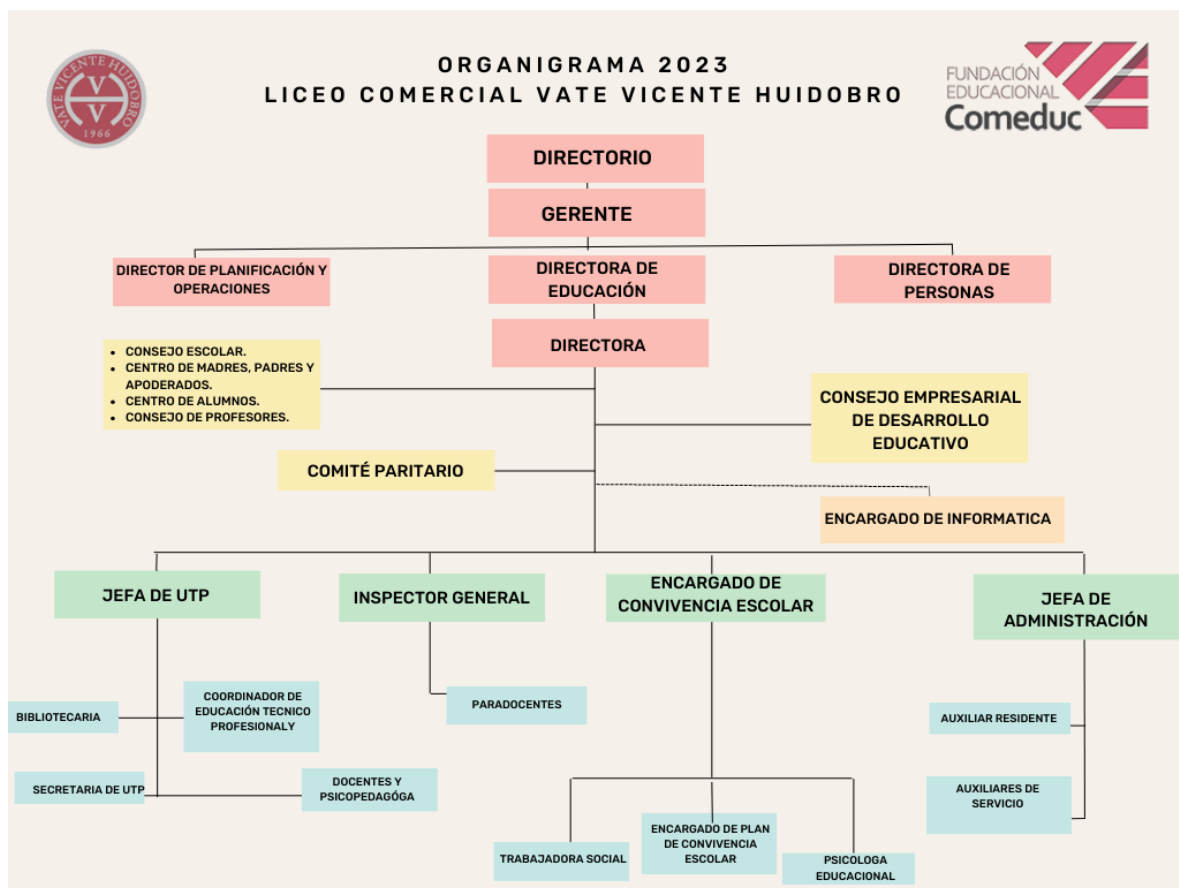 ORGANIGRAMA 2023
LICEO COMERCIAL VATE VICENTE HUIDOBRO
VATE VICENTE HUIDOBRO
V
V
1966
FUNDACIÓN
EDUCACIONAL
Comeduc
DIRECTORIO
GERENTE
DIRECTOR DE PLANIFICACIÓN Y
OPERACIONES
DIRECTORA DE
EDUCACIÓN
DIRECTORA DE
PERSONAS
DIRECTORA
• CONSEJO ESCOLAR.
• CENTRO DE MADRES, PADRES Y
APODERADOS.
• CENTRO DE ALUMNOS.
• CONSEJO DE PROFESORES.
CONSEJO EMPRESARIAL
DE DESARROLLO
EDUCATIVO
COMITÉ PARITARIO
ENCARGADO DE INFORMATICA
JEFA DE UTP
INSPECTOR GENERAL
ENCARGADO DE
CONVIVENCIA ESCOLAR
JEFA DE
ADMINISTRACIÓN
BIBLIOTECARIA
COORDINADOR DE
EDUCACIÓN TECNICO
PROFESIONALY
PARADOCENTES
AUXILIAR RESIDENTE
SECRETARIA DE UTP
DOCENTES Y
PSICOPEDAGÓGA
AUXILIARES DE
SERVICIO
TRABAJADORA SOCIAL
ENCARGADO DE PLAN
DE CONVIVENCIA
ESCOLAR
PSICOLOGA
EDUCACIONAL